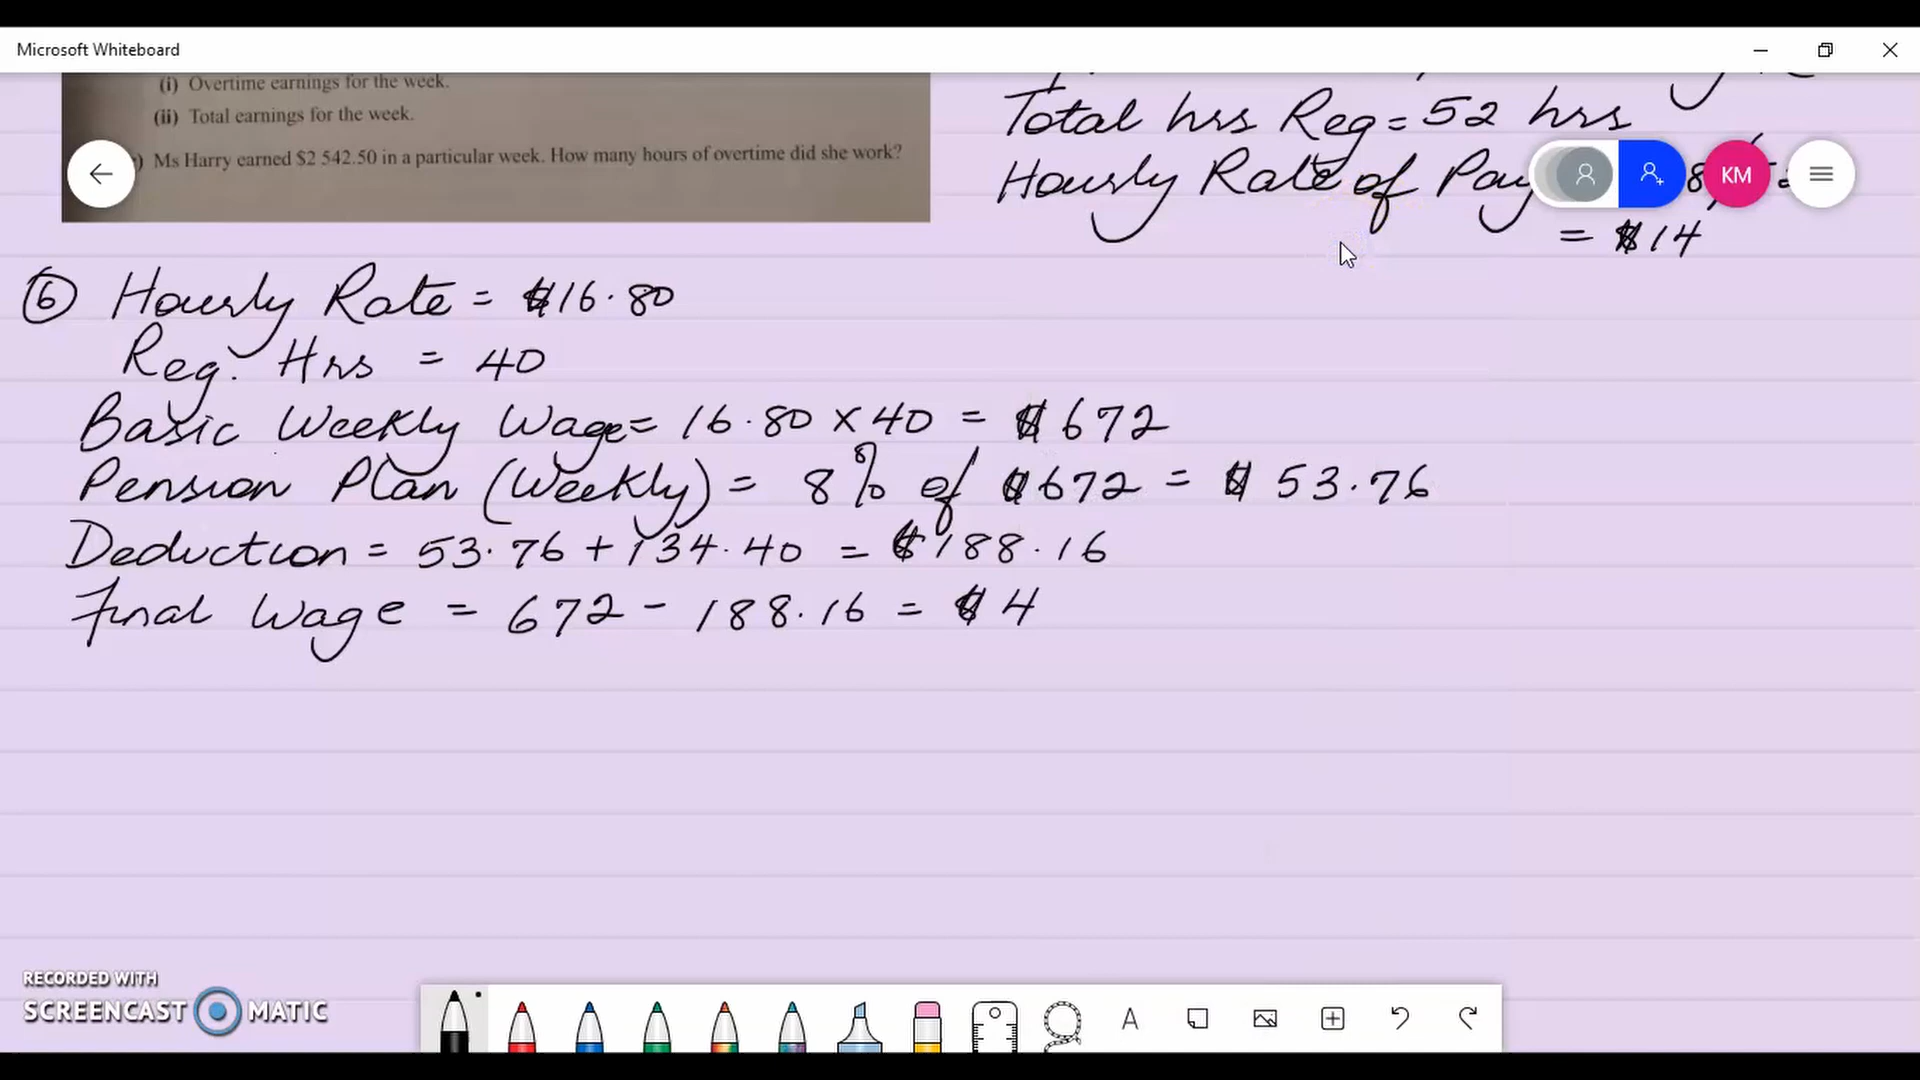 Microsoft Whiteboard
(i) Overtime earnings for the week.
(ii) Total earnings for the week.
) Ms Harry earned $2 542.50 in a particular week. How many hours of overtime did she work?
Total hrs Reg = 52 hrs
Hourly Rate of Pay
KM
= $14
⑥ Hourly Rate = $16.80
Reg. Hrs = 40
Basic Weekly Wage = 16.80 × 40 = $672
Pension Plan (Weekly) = 8% of $672 = $53.76
Deduction = 53.76 + 134.40 = $188.16
Final Wage = 672 - 188.16 = $4
RECORDED WITH
SCREENCAST MATIC